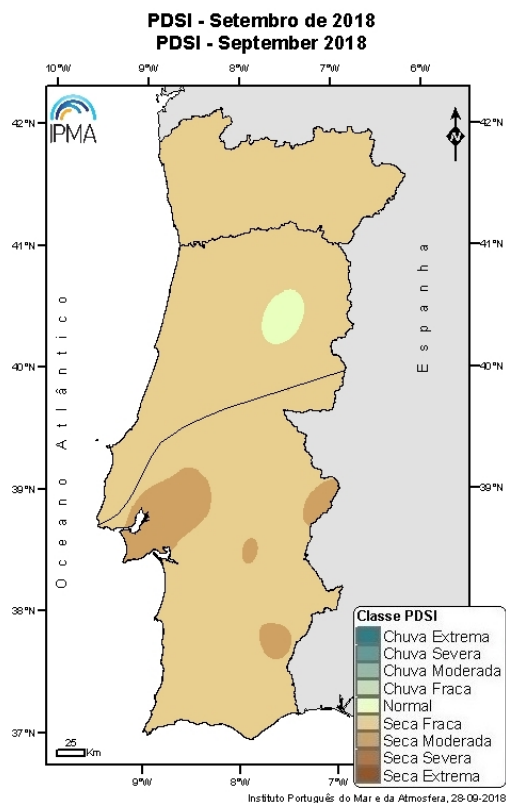 PDSI - Setembro de 2018
PDSI - September 2018
10°W 9°W 8°W 7°W 6°W
IPMA
N
42°N 42°N
41°N 41°N
40°N 40°N
39°N 39°N
38°N 38°N
37°N
Oceano Atlântico
Espanha
Classe PDSI
Chuva Extrema
Chuva Severa
Chuva Moderada
Chuva Fraca
Normal
Seca Fraca
Seca Moderada
Seca Severa
Seca Extrema
25
Km
9°W 8°W 7°W
Instituto Português do Mar e da Atmosfera, 28-09-2018